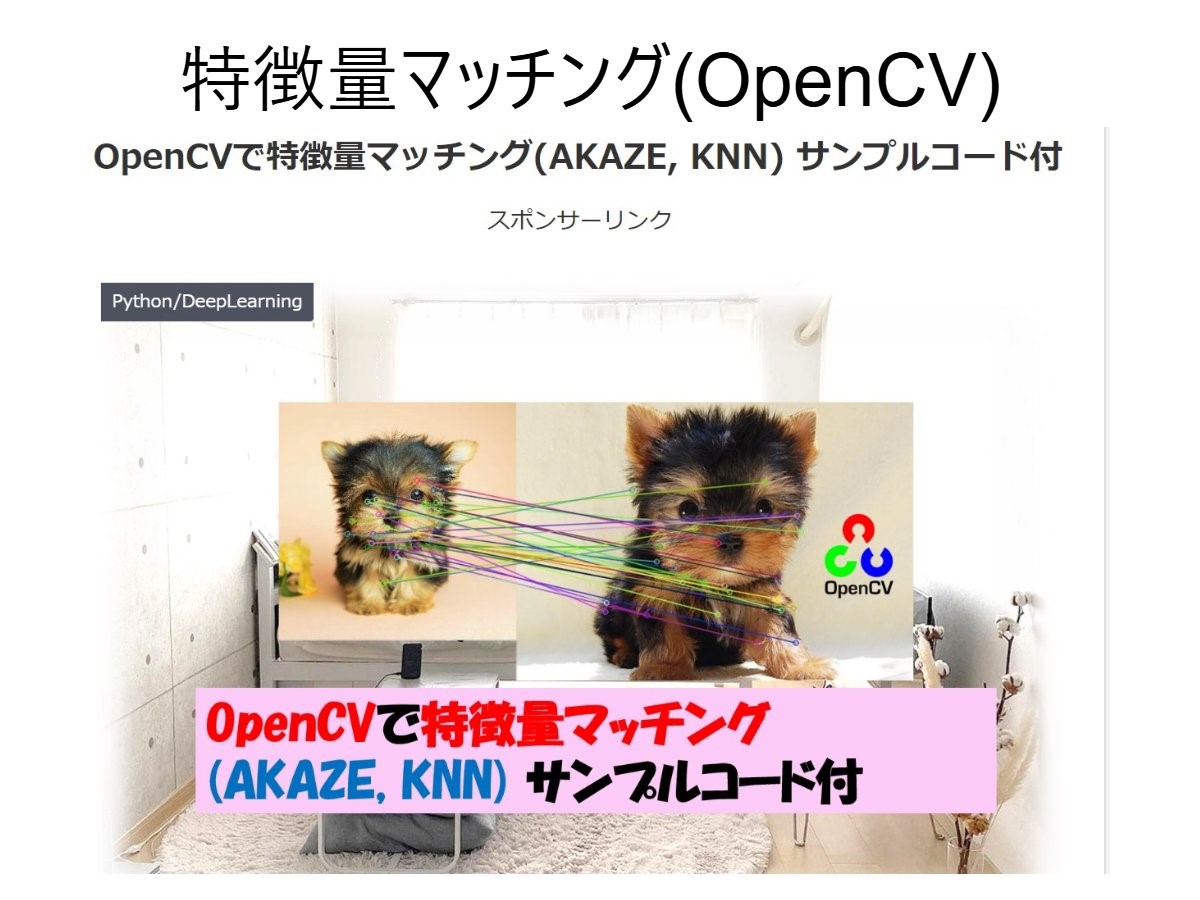 特徴量マッチング(OpenCV)
OpenCVで特徴量マッチング(AKAZE, KNN) サンプルコード付
スポンサーリンク
Python/DeepLearning
OpenCV
OpenCVで特徴量マッチング
(AKAZE, KNN) サンプルコード付